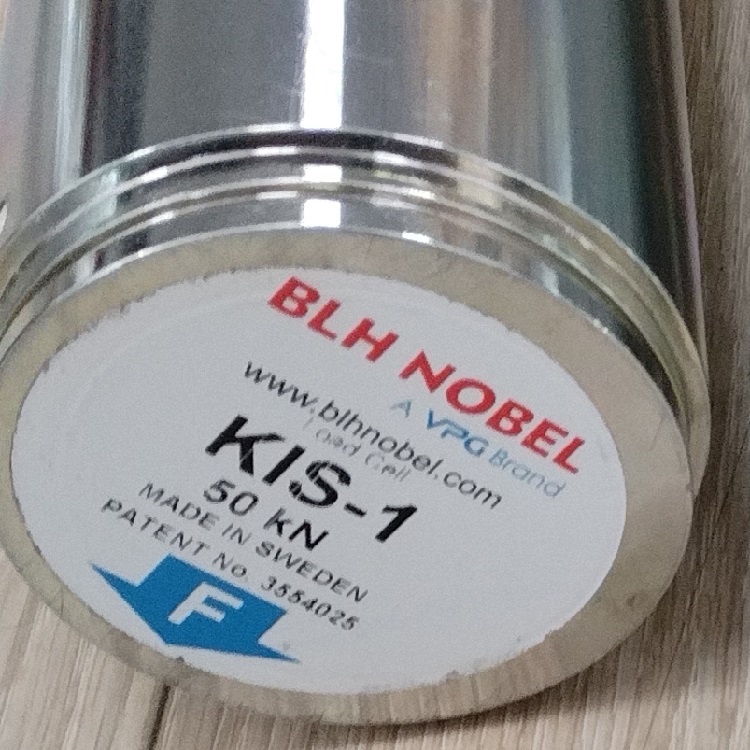 BLH NOBEL
A VPG Brand
www.blhnobel.com
Load Cell
KIS-1
50 kN
MADE IN SWEDEN
PATENT No. 3554025
F